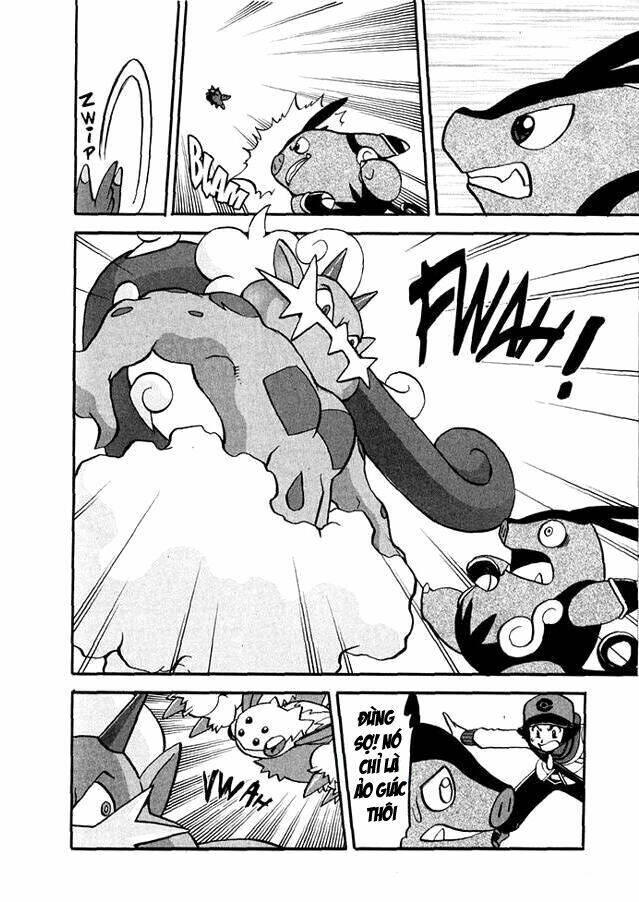 BLAM
ZWIP
FWAH!
ĐỪNG
SỢ! NÓ
CHỈ LÀ
ẢO GIÁC
THÔI
VWAH